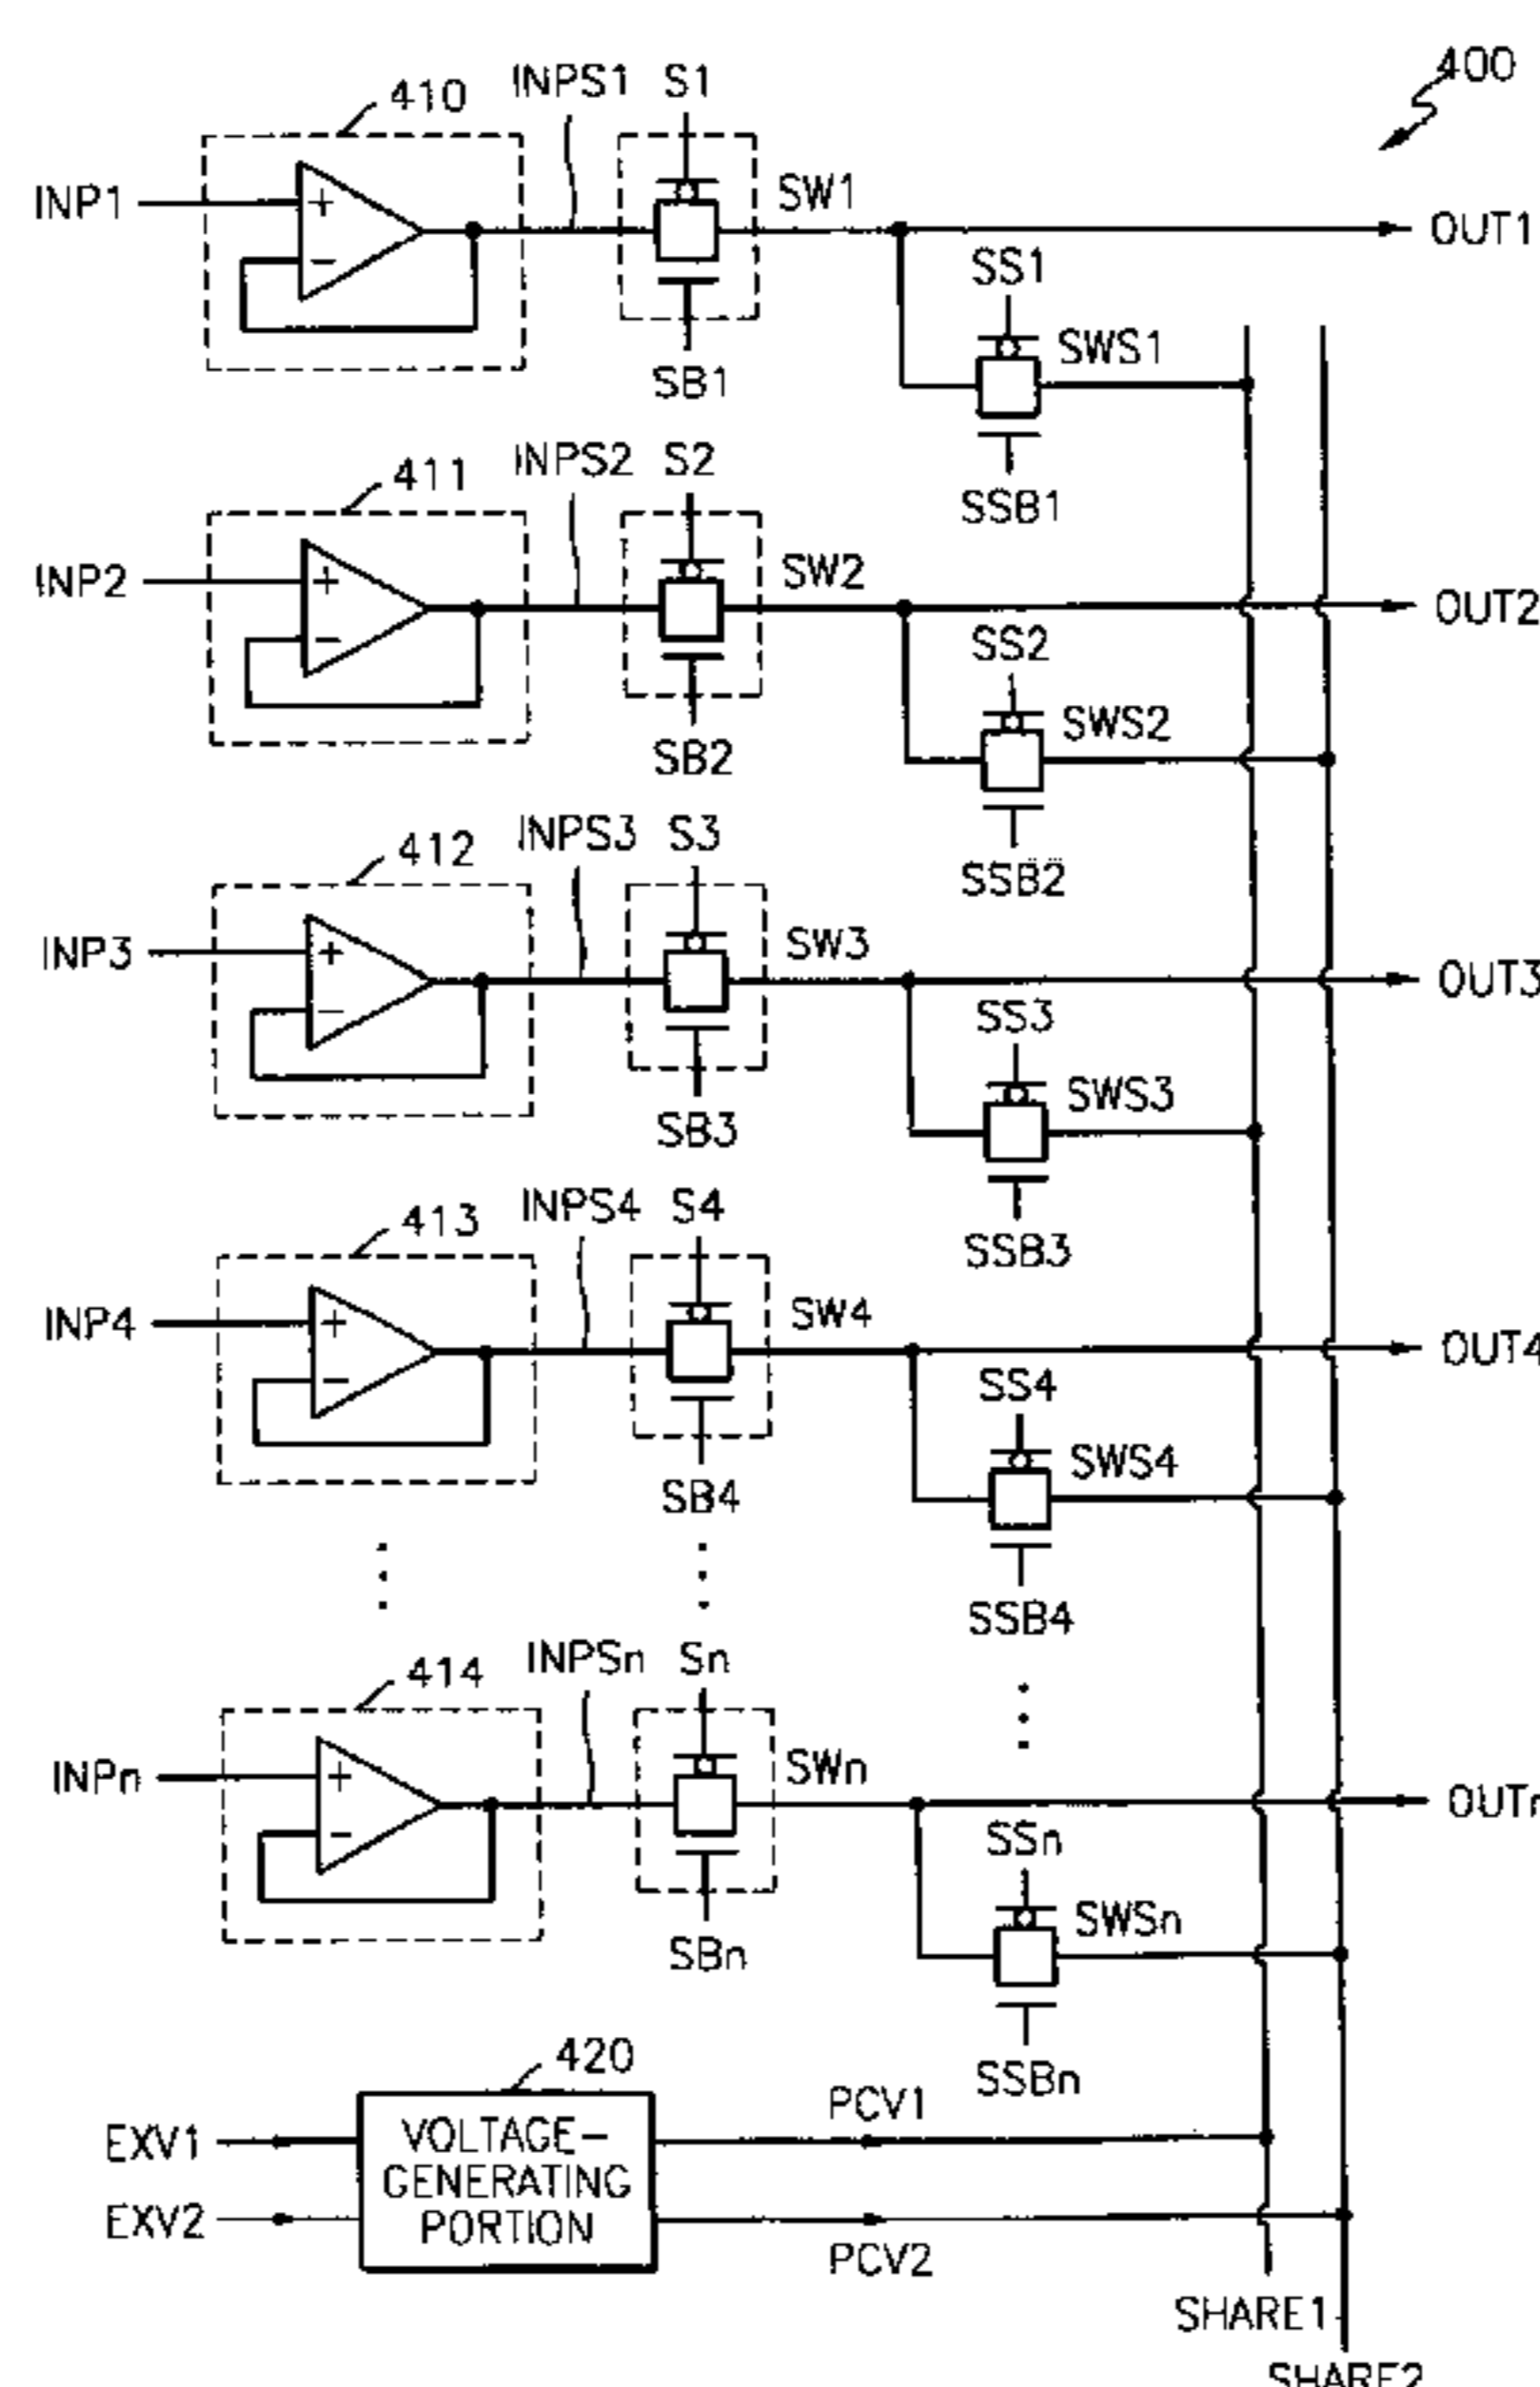 400
410
INPS1
S1
INP1
+
−
SW1
OUT1
SB1
SS1
SWS1
SSB1
411
INPS2
S2
INP2
+
−
SW2
OUT2
SB2
SS2
SWS2
SSB2
412
INPS3
S3
INP3
+
−
SW3
OUT3
SB3
SS3
SWS3
SSB3
413
INPS4
S4
INP4
+
−
SW4
OUT4
SB4
SS4
SWS4
SSB4
414
INPSn
Sn
INPn
+
−
SWn
OUTn
SBn
SSn
SWSn
SSBn
420
EXV1
EXV2
VOLTAGE-
GENERATING
PORTION
PCV1
PCV2
SHARE1
SHARE2